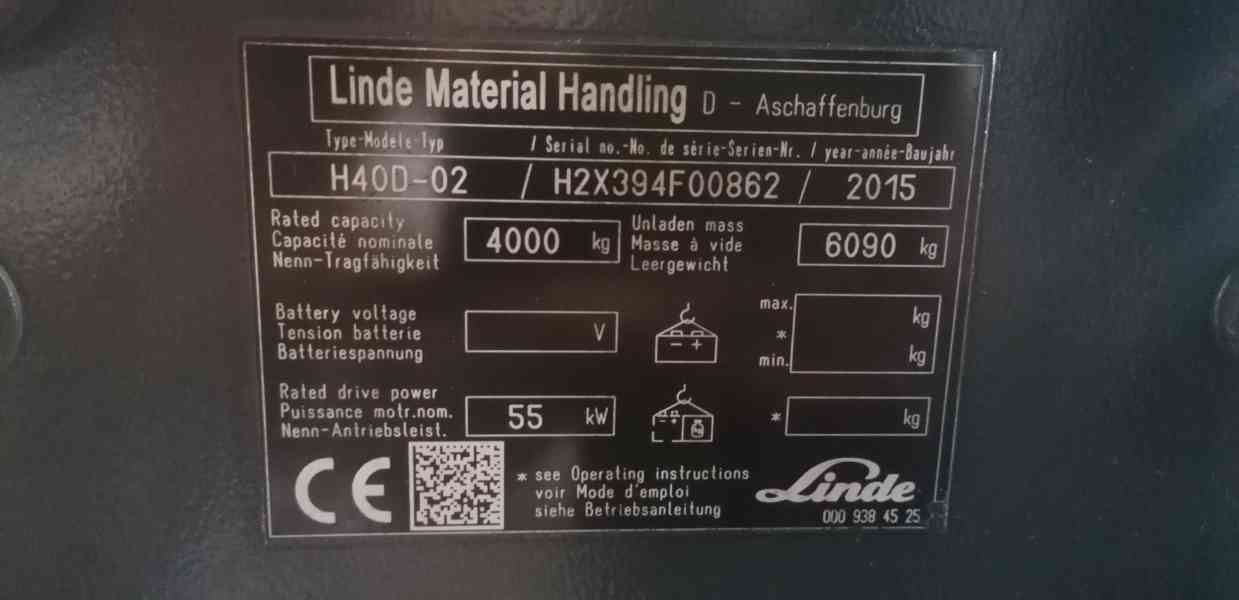 Linde Material Handling D - Aschaffenburg
Type-Modele-Typ / Serial no.-No. de série-Serien-Nr. / year-année-Baujahr
H40D-02 / H2X394F00862 / 2015
Rated capacity
Capacité nominale
Nenn-Tragfähigkeit
4000 kg
Unladen mass
Masse à vide
Leergewicht
6090 kg
Battery voltage
Tension batterie
Batteriespannung
V
- +
max. kg
*
min. kg
Rated drive power
Puissance motr.nom.
Nenn-Antriebsleist.
55 kW
- +
* kg
CE
* see Operating instructions
voir Mode d'emploi
siehe Betriebsanleitung
Linde
000 938 45 25